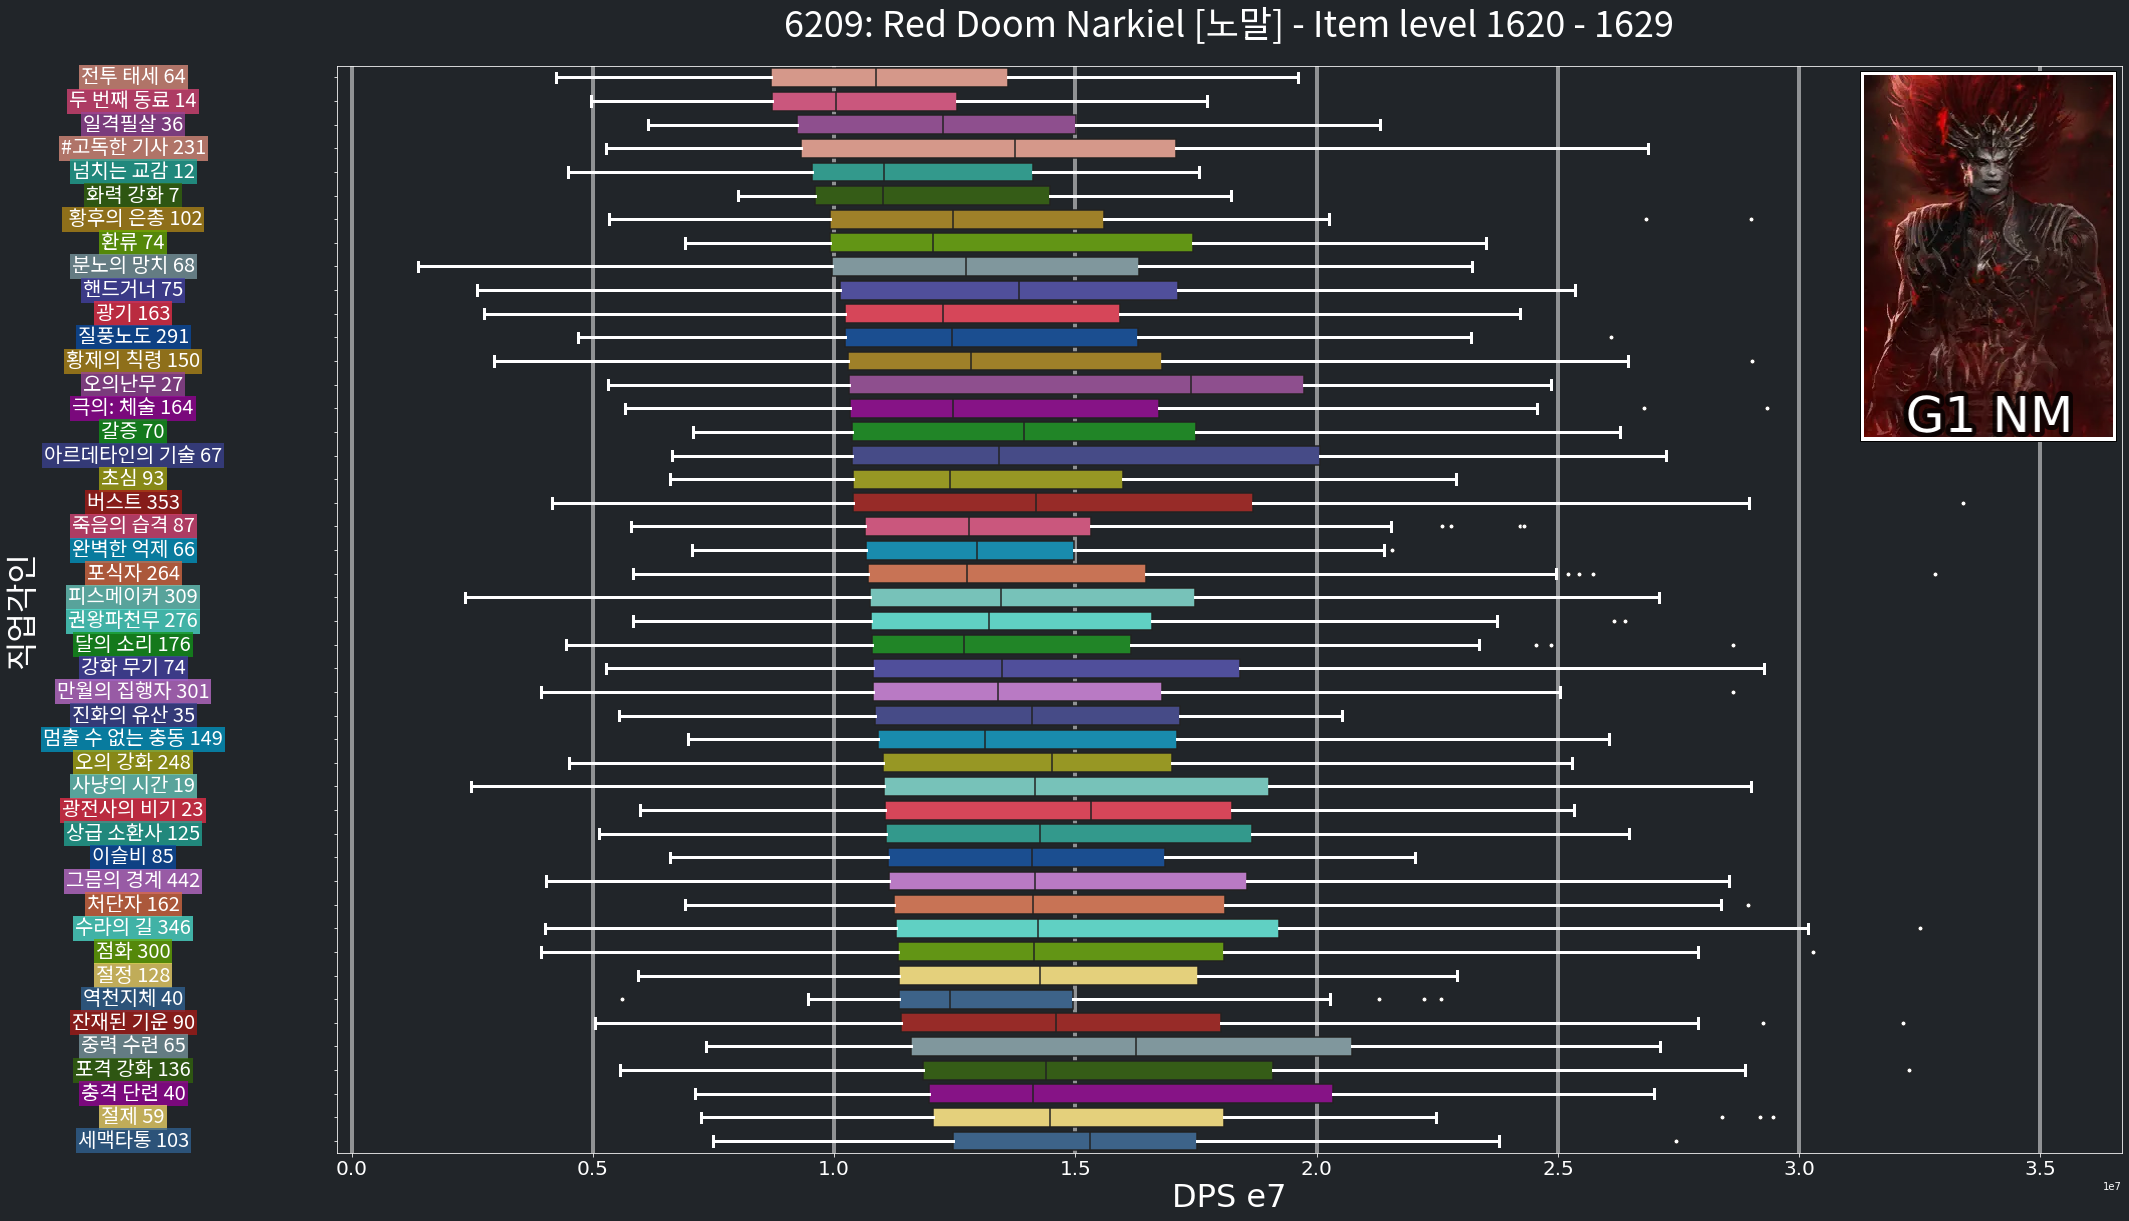 6209: Red Doom Narkiel [노말] - Item level 1620 - 1629
전투 태세 64
두 번째 동료 14
일격필살 36
#고독한 기사 231
넘치는 교감 12
화력 강화 7
황후의 은총 102
환류 74
분노의 망치 68
핸드거너 75
광기 163
질풍노도 291
황제의 칙령 150
오의난무 27
극의: 체술 164
갈증 70
아르데타인의 기술 67
초심 93
버스트 353
죽음의 습격 87
완벽한 억제 66
포식자 264
피스메이커 309
권왕파천무 276
달의 소리 176
강화 무기 74
만월의 집행자 301
진화의 유산 35
멈출 수 없는 충동 149
오의 강화 248
사냥의 시간 19
광전사의 비기 23
상급 소환사 125
이슬비 85
그믐의 경계 442
처단자 162
수라의 길 346
점화 300
절정 128
역천지체 40
잔재된 기운 90
중력 수련 65
포격 강화 136
충격 단련 40
절제 59
세맥타통 103
직업각인
G1 NM
0.0 0.5 1.0 1.5 2.0 2.5 3.0 3.5
1e7
DPS e7